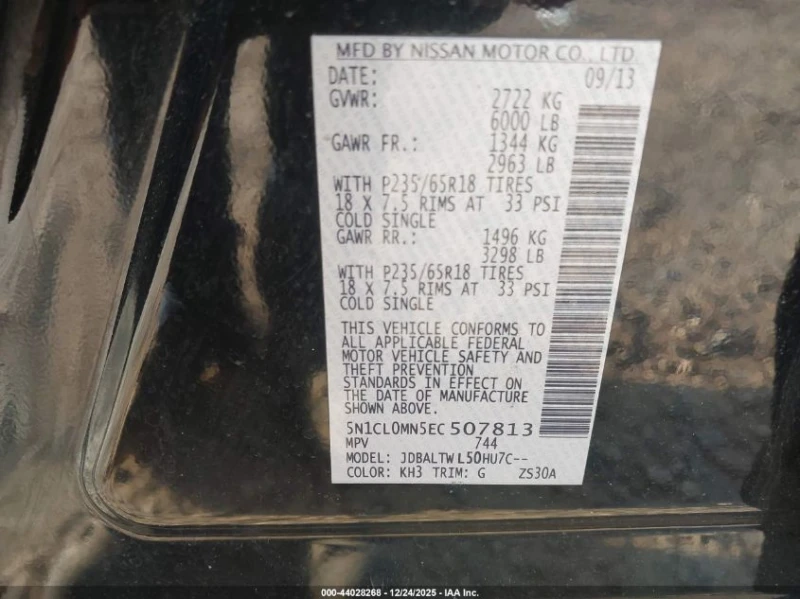 MFD BY NISSAN MOTOR CO., LTD.
DATE: 09/13
GVWR: 2722 KG
6000 LB
GAWR FR.: 1344 KG
2963 LB
WITH P235/65R18 TIRES
18 X 7.5 RIMS AT 33 PSI
COLD SINGLE
GAWR RR.: 1496 KG
3298 LB
WITH P235/65R18 TIRES
18 X 7.5 RIMS AT 33 PSI
COLD SINGLE
THIS VEHICLE CONFORMS TO
ALL APPLICABLE FEDERAL
MOTOR VEHICLE SAFETY AND
THEFT PREVENTION
STANDARDS IN EFFECT ON
THE DATE OF MANUFACTURE
SHOWN ABOVE.
5N1CL0MN5EC507813
MPV 744
MODEL: JDBALTWL50HU7C--
COLOR: KH3 TRIM: G ZS30A
000-44028268 - 12/24/2025 - IAA Inc.